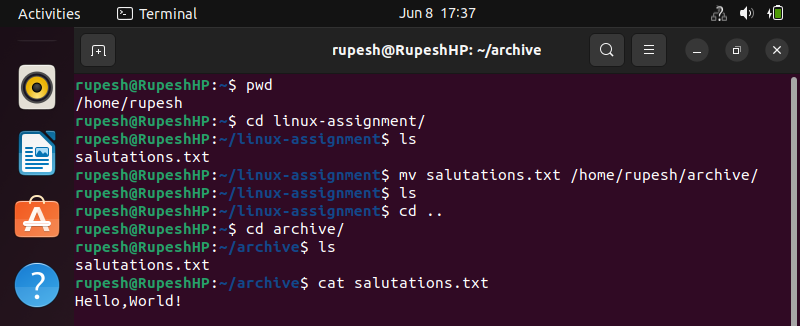 Activities Terminal Jun 8 17:37
rupesh@RupeshHP: ~/archive
rupesh@RupeshHP:~$ pwd
/home/rupesh
rupesh@RupeshHP:~$ cd linux-assignment/
rupesh@RupeshHP:~/linux-assignment$ ls
salutations.txt
rupesh@RupeshHP:~/linux-assignment$ mv salutations.txt /home/rupesh/archive/
rupesh@RupeshHP:~/linux-assignment$ ls
rupesh@RupeshHP:~/linux-assignment$ cd ..
rupesh@RupeshHP:~$ cd archive/
rupesh@RupeshHP:~/archive$ ls
salutations.txt
rupesh@RupeshHP:~/archive$ cat salutations.txt
Hello,World!